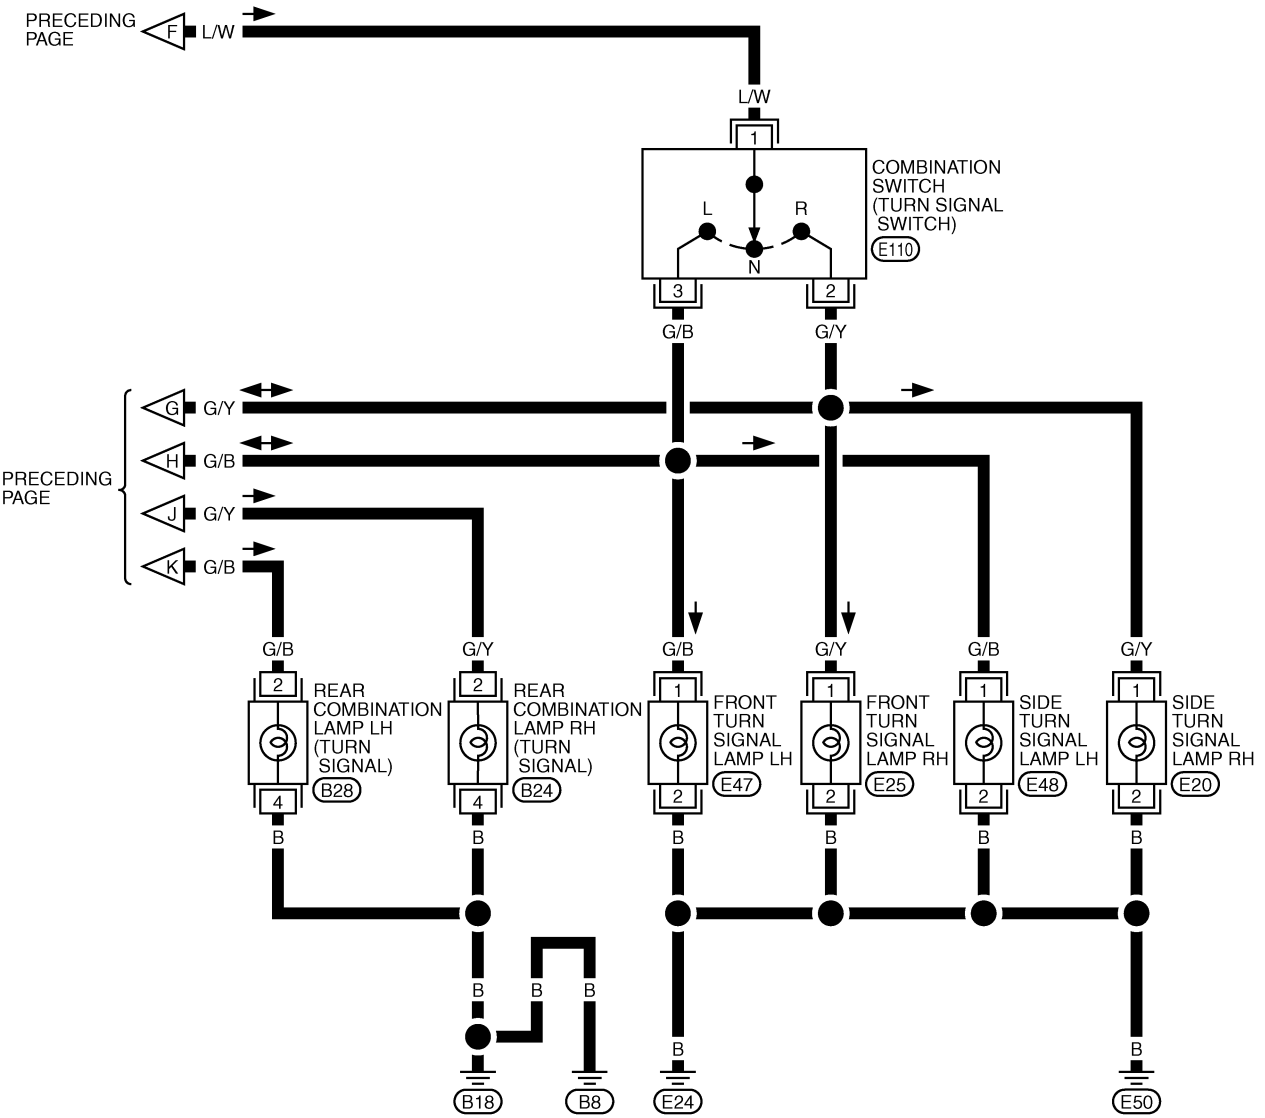 PRECEDING
PAGE
F
L/W
L/W
1
COMBINATION
SWITCH
(TURN SIGNAL
SWITCH)
E110
L
R
N
3
2
G/B
G/Y
PRECEDING
PAGE
G
G/Y
H
G/B
J
G/Y
K
G/B
G/B
G/Y
G/B
G/Y
G/B
G/Y
2
REAR
COMBINATION
LAMP LH
(TURN
SIGNAL)
B28
4
2
REAR
COMBINATION
LAMP RH
(TURN
SIGNAL)
B24
4
1
FRONT
TURN
SIGNAL
LAMP LH
E47
2
1
FRONT
TURN
SIGNAL
LAMP RH
E25
2
1
SIDE
TURN
SIGNAL
LAMP LH
E48
2
1
SIDE
TURN
SIGNAL
LAMP RH
E20
2
B
B
B
B
B
B
B
B
B
B
B
B18
B8
E24
E50